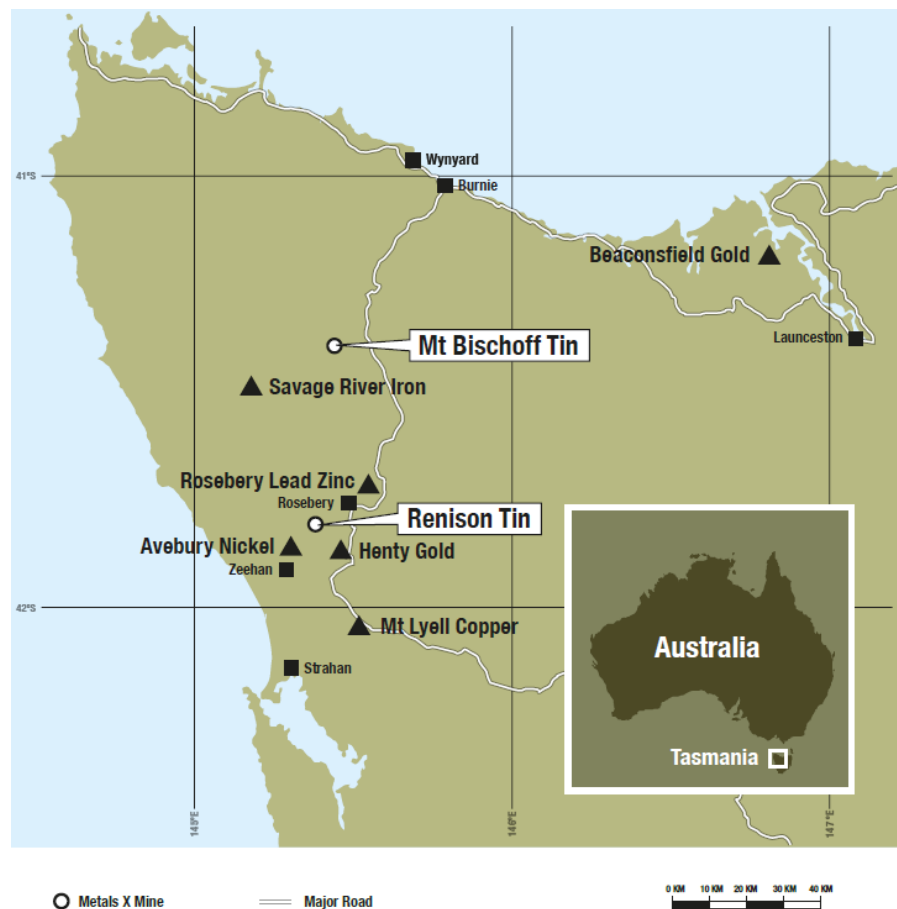 Wynyard
41°S
Burnie
Beaconsfield Gold
Launceston
Mt Bischoff Tin
Savage River Iron
Rosebery Lead Zinc
Rosebery
Renison Tin
Avebury Nickel
Henty Gold
Zeehan
42°S
Mt Lyell Copper
Australia
Strahan
Tasmania
145°E
146°E
147°E
0 KM 10 KM 20 KM 30 KM 40 KM
Metals X Mine
Major Road